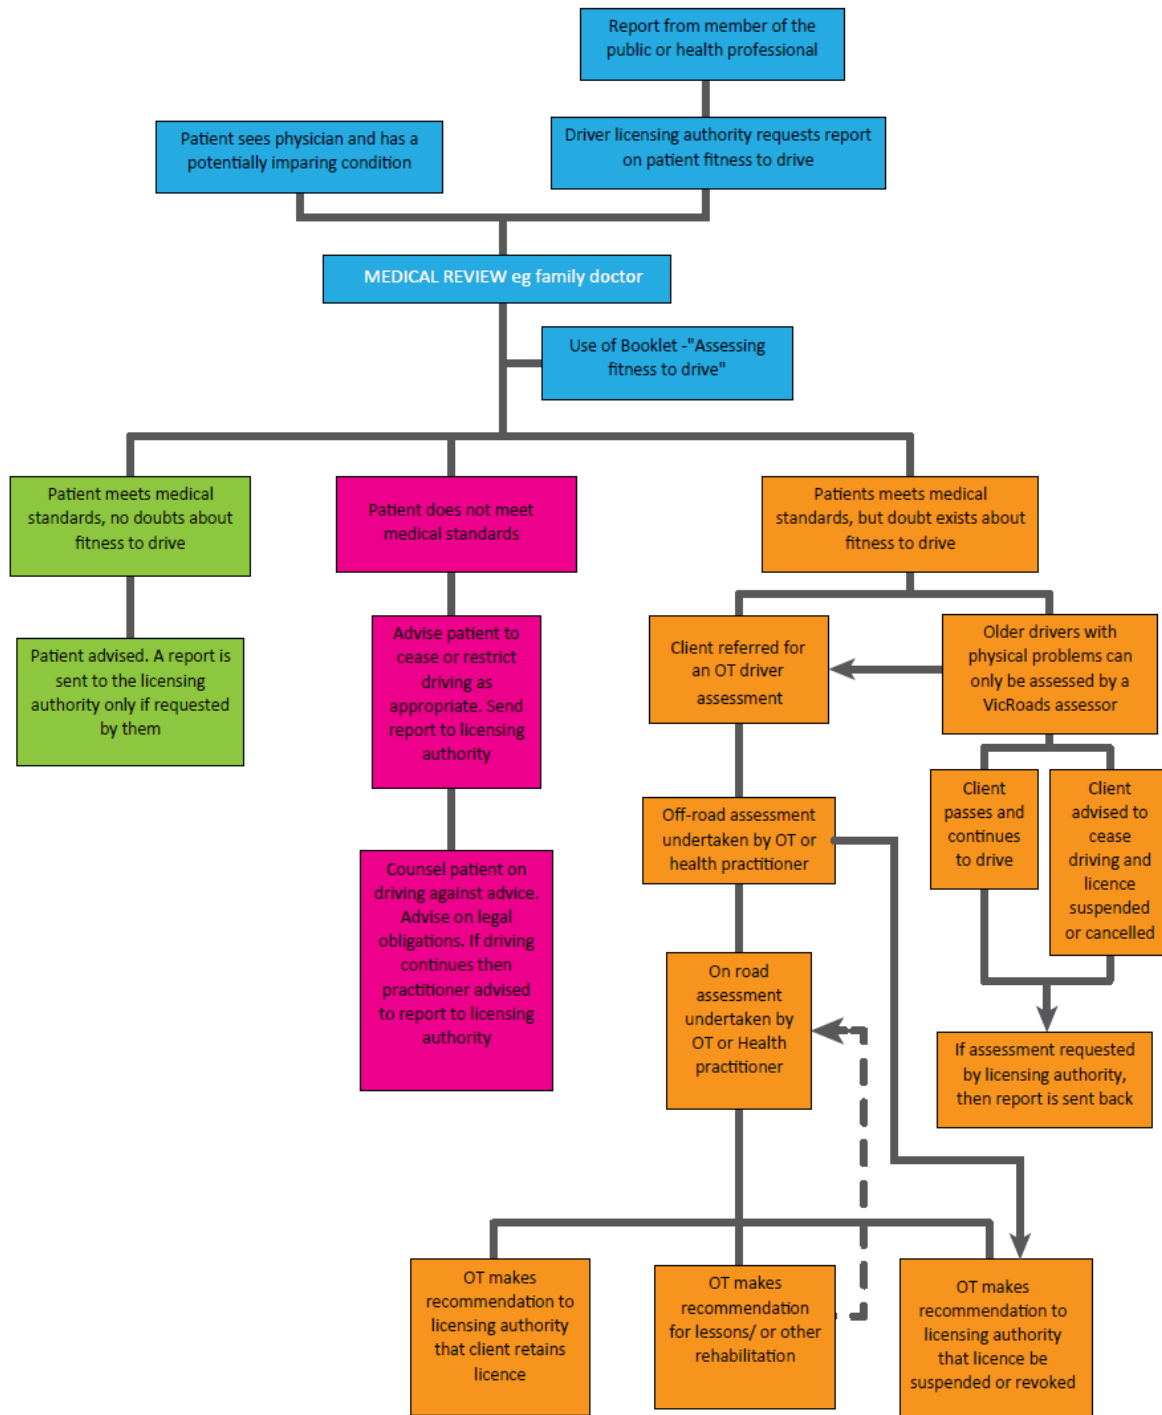 Report from member of the
public or health professional
Patient sees physician and has a
potentially imparing condition
Driver licensing authority requests report
on patient fitness to drive
MEDICAL REVIEW eg family doctor
Use of Booklet -"Assessing
fitness to drive"
Patient meets medical
standards, no doubts about
fitness to drive
Patient does not meet
medical standards
Patients meets medical
standards, but doubt exists about
fitness to drive
Patient advised. A report is
sent to the licensing
authority only if requested
by them
Advise patient to
cease or restrict
driving as
appropriate. Send
report to licensing
authority
Client referred for
an OT driver
assessment
Older drivers with
physical problems can
only be assessed by a
VicRoads assessor
Counsel patient on
driving against advice.
Advise on legal
obligations. If driving
continues then
practitioner advised
to report to licensing
authority
Off-road assessment
undertaken by OT or
health practitioner
Client
passes and
continues
to drive
Client
advised to
cease
driving and
licence
suspended
or cancelled
On road
assessment
undertaken by
OT or Health
practitioner
If assessment requested
by licensing authority,
then report is sent back
OT makes
recommendation to
licensing authority
that client retains
licence
OT makes
recommendation
for lessons/ or other
rehabilitation
OT makes
recommendation to
licensing authority
that licence be
suspended or revoked